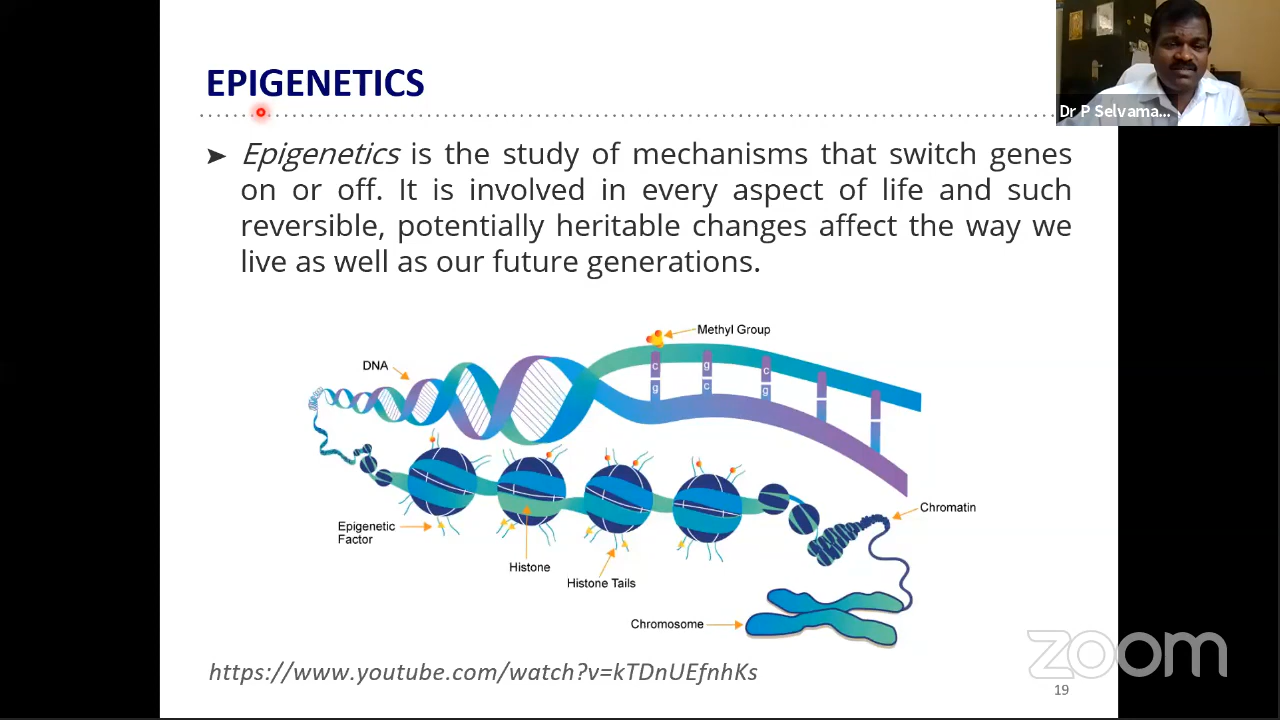 EPIGENETICS
Dr P Selvama...
➤ Epigenetics is the study of mechanisms that switch genes
on or off. It is involved in every aspect of life and such
reversible, potentially heritable changes affect the way we
live as well as our future generations.
Methyl Group
DNA
c g c
g c g
Chromatin
Epigenetic
Factor
Histone
Histone Tails
Chromosome
https://www.youtube.com/watch?v=kTDnUEfnhKs
zoom
19